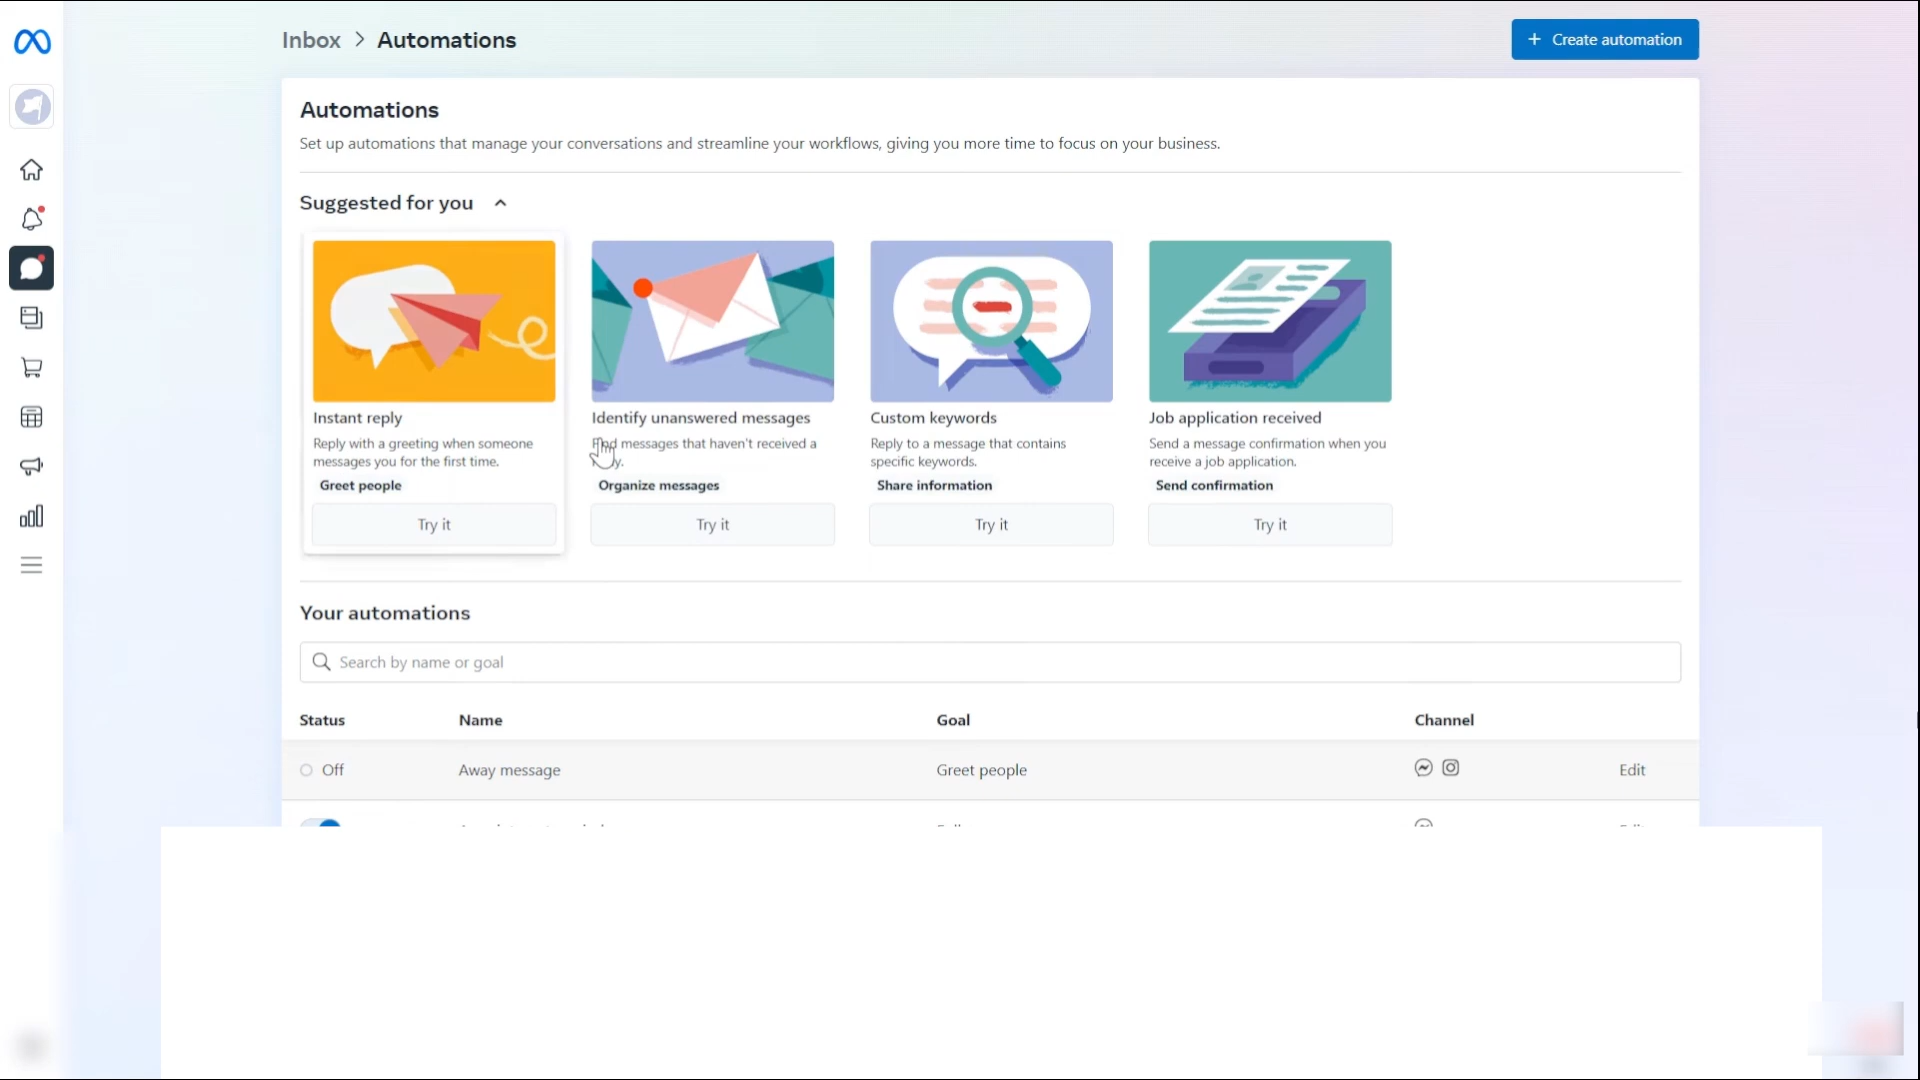 Inbox > Automations
+ Create automation
Automations
Set up automations that manage your conversations and streamline your workflows, giving you more time to focus on your business.
Suggested for you
Instant reply
Reply with a greeting when someone
messages you for the first time.
Greet people
Try it
Identify unanswered messages
messages that haven't received a
Organize messages
Try it
Custom keywords
Reply to a message that contains
specific keywords.
Share information
Try it
Job application received
Send a message confirmation when you
receive a job application.
Send confirmation
Try it
Your automations
Search by name or goal
Status Name Goal Channel
Off Away message Greet people Edit